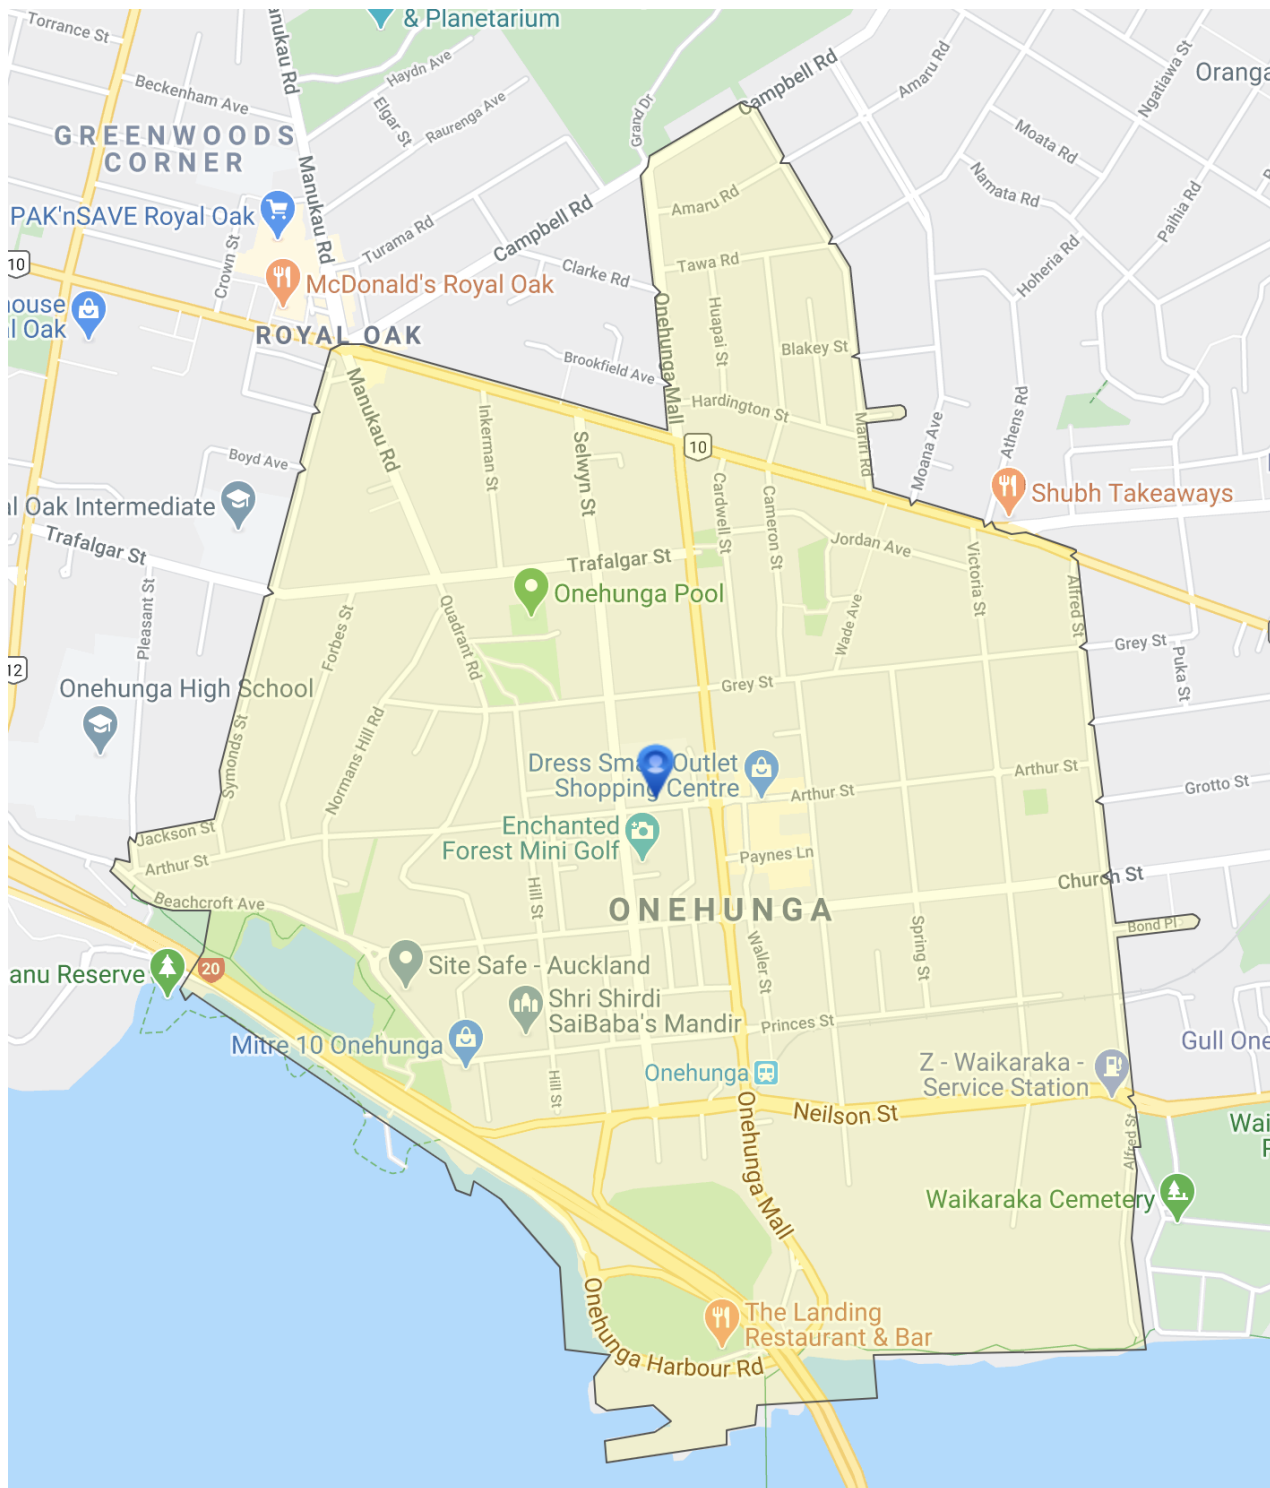 & Planetarium
Torrance St
Manukau Rd
Campbell Rd
Amaru Rd
Ngatiawa St
Haydn Ave
Beckenham Ave
Elgar St
Raurenga Ave
Grand Dr
Moata Rd
GREENWOODS
CORNER
Manukau Rd
Namata Rd
Paihia Rd
PAK'nSAVE Royal Oak
Crown St
Turama Rd
Campbell Rd
Amaru Rd
Tawa Rd
Hoheria Rd
10
McDonald's Royal Oak
Clarke Rd
Onehunga Mall
Huapai St
ROYAL OAK
Blakey St
Brookfield Ave
Manukau Rd
Inkerman St
Selwyn St
Hardington St
Mariri Rd
Moana Ave
Athens Rd
10
Boyd Ave
Cardwell St
Cameron St
Shubh Takeaways
al Oak Intermediate
Trafalgar St
Trafalgar St
Jordan Ave
Victoria St
Alfred St
Pleasant St
Onehunga Pool
Forbes St
Quadrant Rd
Wade Ave
Grey St
Puka St
12
Onehunga High School
Grey St
Symonds St
Normans Hill Rd
Dress Smart Outlet
Shopping Centre
Arthur St
Arthur St
Grotto St
Jackson St
Enchanted
Forest Mini Golf
Paynes Ln
Arthur St
Beachcroft Ave
Hill St
Church St
ONEHUNGA
Bond Pl
Waller St
Spring St
anu Reserve
20
Site Safe - Auckland
Shri Shirdi
SaiBaba's Mandir
Princes St
Mitre 10 Onehunga
Gull One
Onehunga
Z - Waikaraka -
Service Station
Hill St
Onehunga Mall
Neilson St
Wai
Alfred St
Waikaraka Cemetery
Onehunga Harbour Rd
The Landing
Restaurant & Bar